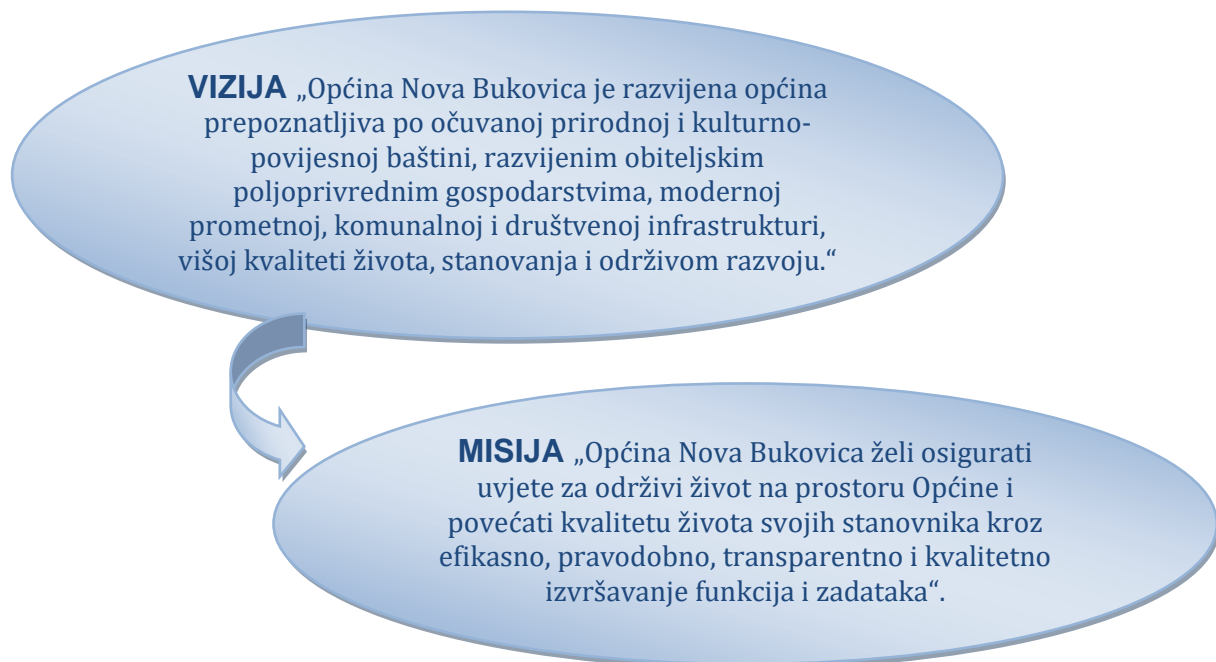 VIZIJA „Općina Nova Bukovica je razvijena općina
prepoznatljiva po očuvanoj prirodnoj i kulturno-
povijesnoj baštini, razvijenim obiteljskim
poljoprivrednim gospodarstvima, modernoj
prometnoj, komunalnoj i društvenoj infrastrukturi,
višoj kvaliteti života, stanovanja i održivom razvoju.“
MISIJA „Općina Nova Bukovica želi osigurati
uvjete za održivi život na prostoru Općine i
povećati kvalitetu života svojih stanovnika kroz
efikasno, pravodobno, transparentno i kvalitetno
izvršavanje funkcija i zadataka“.